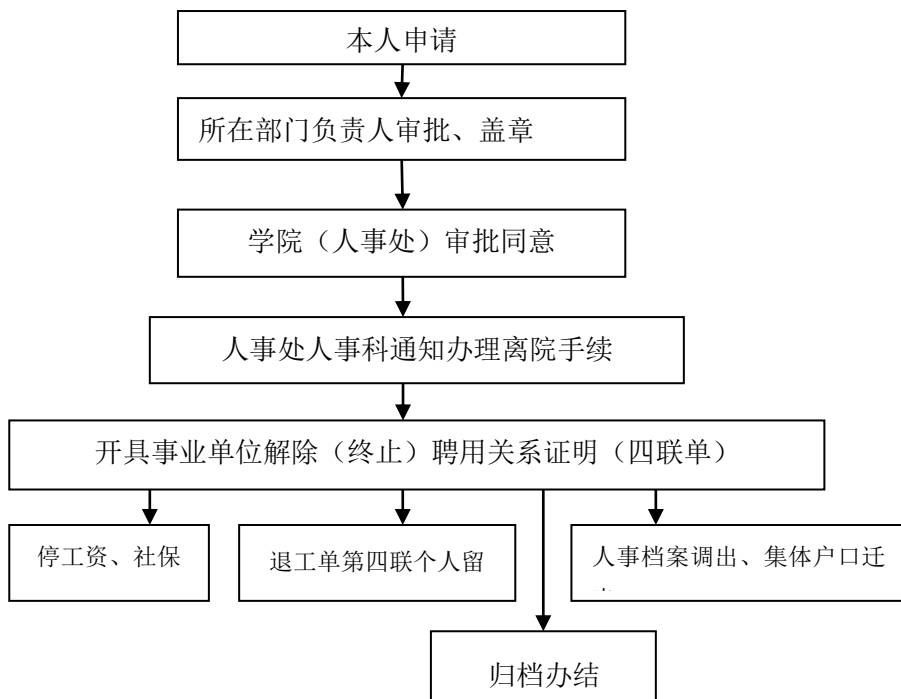 本人申请
所在部门负责人审批、盖章
学院（人事处）审批同意
人事处人事科通知办理离院手续
开具事业单位解除（终止）聘用关系证明（四联单）
停工资、社保
退工单第四联个人留
人事档案调出、集体户口迁
归档办结